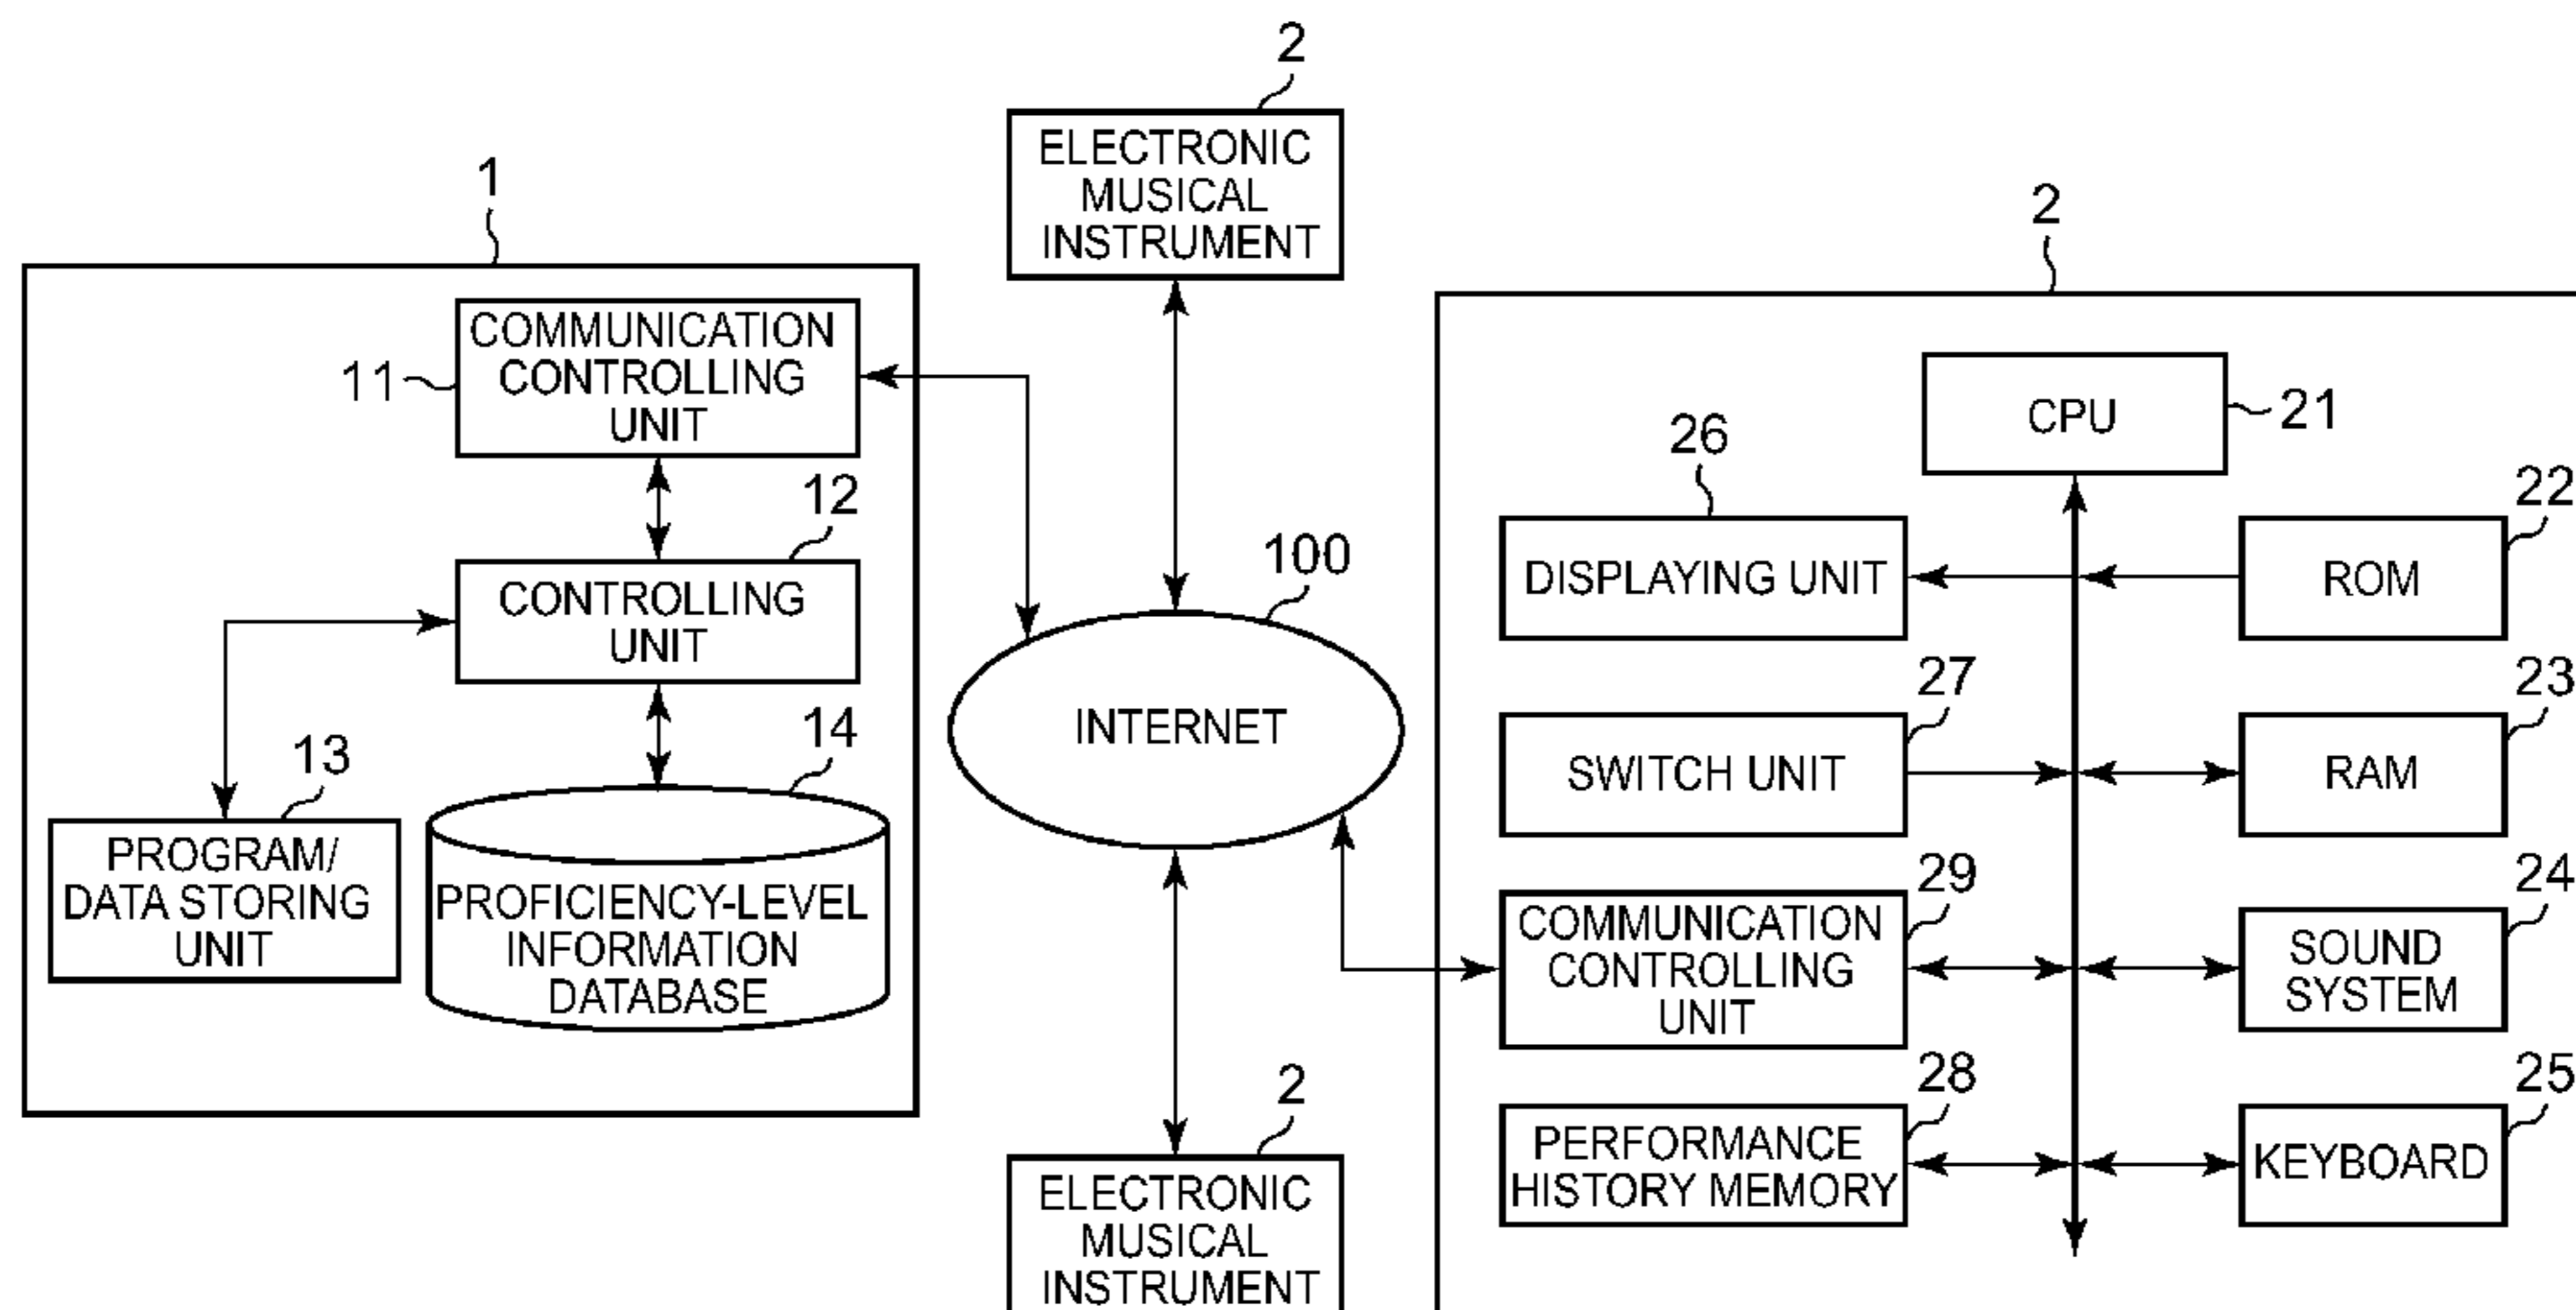 2
ELECTRONIC
MUSICAL
INSTRUMENT
1
COMMUNICATION
CONTROLLING
UNIT
11
12
CONTROLLING
UNIT
13
PROGRAM/
DATA STORING
UNIT
14
PROFICIENCY-LEVEL
INFORMATION
DATABASE
100
INTERNET
2
ELECTRONIC
MUSICAL
INSTRUMENT
2
CPU
21
26
DISPLAYING UNIT
22
ROM
27
SWITCH UNIT
23
RAM
29
COMMUNICATION
CONTROLLING
UNIT
24
SOUND
SYSTEM
28
PERFORMANCE
HISTORY MEMORY
25
KEYBOARD